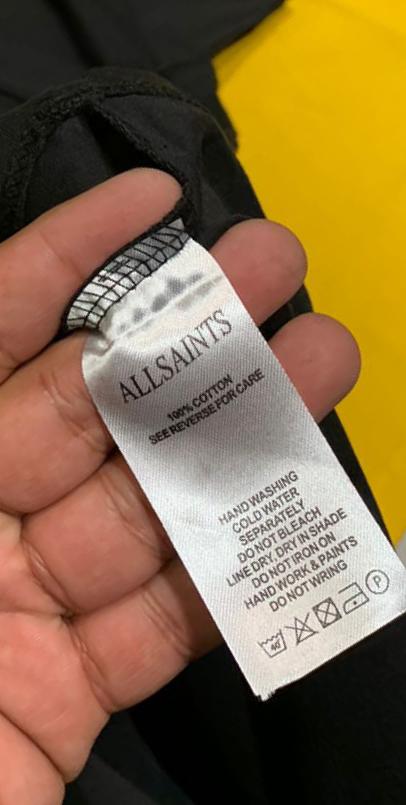 ALLSAINTS
100% COTTON
SEE REVERSE FOR CARE
HAND WASHING
COLD WATER
SEPARATELY
DO NOT BLEACH
LINE DRY, DRY IN SHADE
DO NOT IRON ON
HAND WORK & PAINTS
DO NOT WRING
40
P